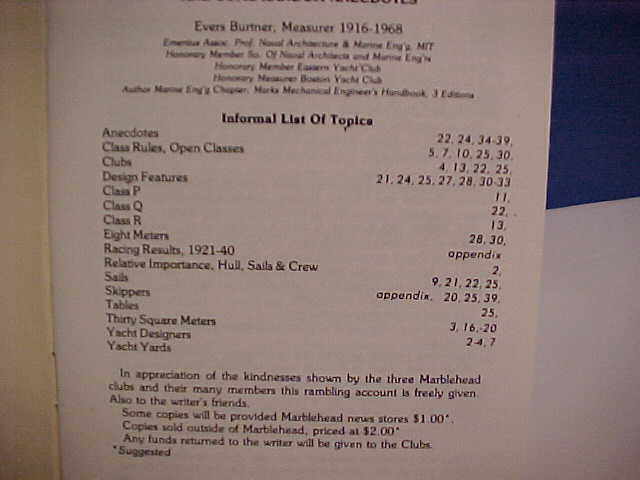 ANECDOTES
Evers Burtner, Measurer 1916-1968
Emeritus Assoc. Prof. Naval Architecture & Marine Eng'g, MIT
Honorary Member So. Of Naval Architects and Marine Eng'rs
Honorary Member Eastern Yacht Club
Honorary Measurer Boston Yacht Club
Author Marine Eng'g Chapter, Marks Mechanical Engineer's Handbook, 3 Editions
Informal List Of Topics
Anecdotes 22, 24, 34-39,
Class Rules, Open Classes 5, 7, 10, 25, 30,
Clubs 4, 13, 22, 25,
Design Features 21, 24, 25, 27, 28, 30-33
Class P 11,
Class Q 22,
Class R 13,
Eight Meters 28, 30,
Racing Results, 1921-40 appendix
Relative Importance, Hull, Sails & Crew 2,
Sails 9, 21, 22, 25,
Skippers appendix, 20, 25, 39,
Tables 25,
Thirty Square Meters 3, 16,-20
Yacht Designers 2-4, 7
Yacht Yards
In appreciation of the kindnesses shown by the three Marblehead
clubs and their many members this rambling account is freely given.
Also to the writer's friends.
Some copies will be provided Marblehead news stores $1.00*.
Copies sold outside of Marblehead, priced at $2.00*
Any funds returned to the writer will be given to the Clubs.
*Suggested